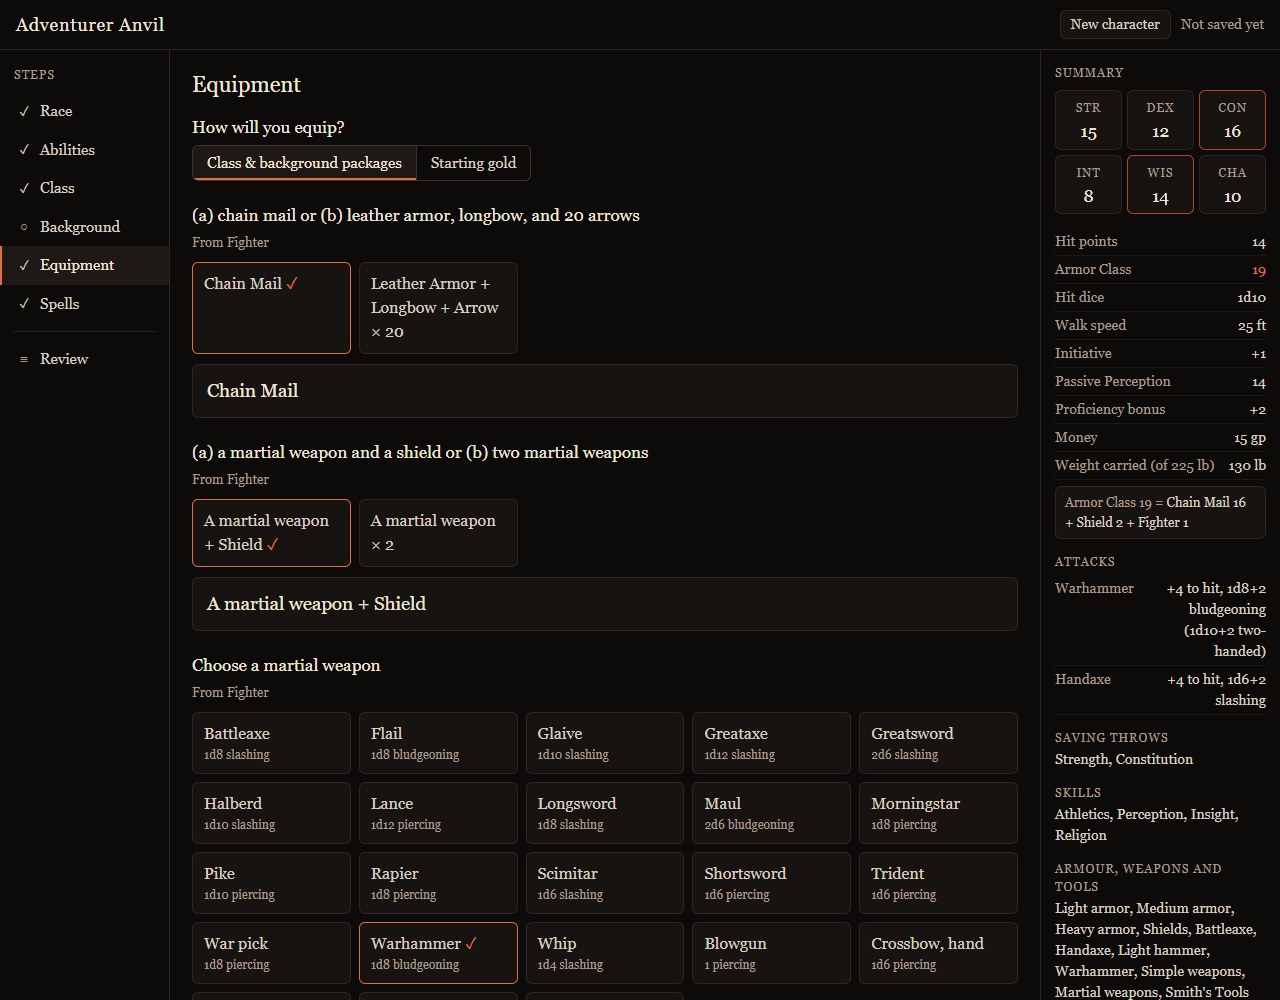 Adventurer Anvil
New character
Not saved yet
STEPS
✓ Race
✓ Abilities
✓ Class
○ Background
✓ Equipment
✓ Spells
≡ Review
Equipment
How will you equip?
Class & background packages
Starting gold
(a) chain mail or (b) leather armor, longbow, and 20 arrows
From Fighter
Chain Mail ✓
Leather Armor +
Longbow + Arrow
× 20
Chain Mail
(a) a martial weapon and a shield or (b) two martial weapons
From Fighter
A martial weapon
+ Shield ✓
A martial weapon
× 2
A martial weapon + Shield
Choose a martial weapon
From Fighter
Battleaxe
1d8 slashing
Flail
1d8 bludgeoning
Glaive
1d10 slashing
Greataxe
1d12 slashing
Greatsword
2d6 slashing
Halberd
1d10 slashing
Lance
1d12 piercing
Longsword
1d8 slashing
Maul
2d6 bludgeoning
Morningstar
1d8 piercing
Pike
1d10 piercing
Rapier
1d8 piercing
Scimitar
1d6 slashing
Shortsword
1d6 piercing
Trident
1d6 piercing
War pick
1d8 piercing
Warhammer ✓
1d8 bludgeoning
Whip
1d4 slashing
Blowgun
1 piercing
Crossbow, hand
1d6 piercing
SUMMARY
STR
15
DEX
12
CON
16
INT
8
WIS
14
CHA
10
Hit points 14
Armor Class 19
Hit dice 1d10
Walk speed 25 ft
Initiative +1
Passive Perception 14
Proficiency bonus +2
Money 15 gp
Weight carried (of 225 lb) 130 lb
Armor Class 19 = Chain Mail 16
+ Shield 2 + Fighter 1
ATTACKS
Warhammer +4 to hit, 1d8+2
bludgeoning
(1d10+2 two-
handed)
Handaxe +4 to hit, 1d6+2
slashing
SAVING THROWS
Strength, Constitution
SKILLS
Athletics, Perception, Insight,
Religion
ARMOUR, WEAPONS AND
TOOLS
Light armor, Medium armor,
Heavy armor, Shields, Battleaxe,
Handaxe, Light hammer,
Warhammer, Simple weapons,
Martial weapons, Smith's Tools